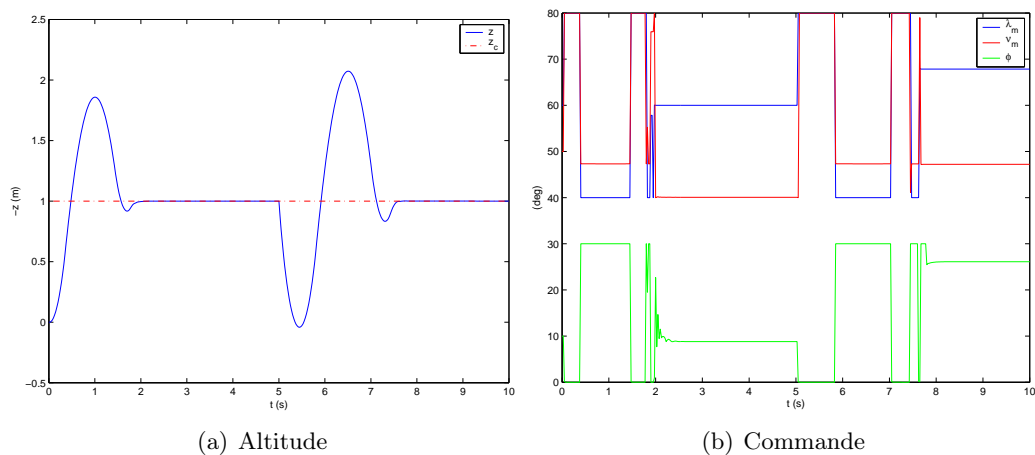 2.5
2
1.5
1
0.5
0
−0.5
−z (m)
0 1 2 3 4 5 6 7 8 9 10
t (s)
z
z_c
(a) Altitude
80
70
60
50
40
30
20
10
0
(deg)
0 1 2 3 4 5 6 7 8 9 10
t (s)
λ_m
ν_m
ϕ
(b) Commande